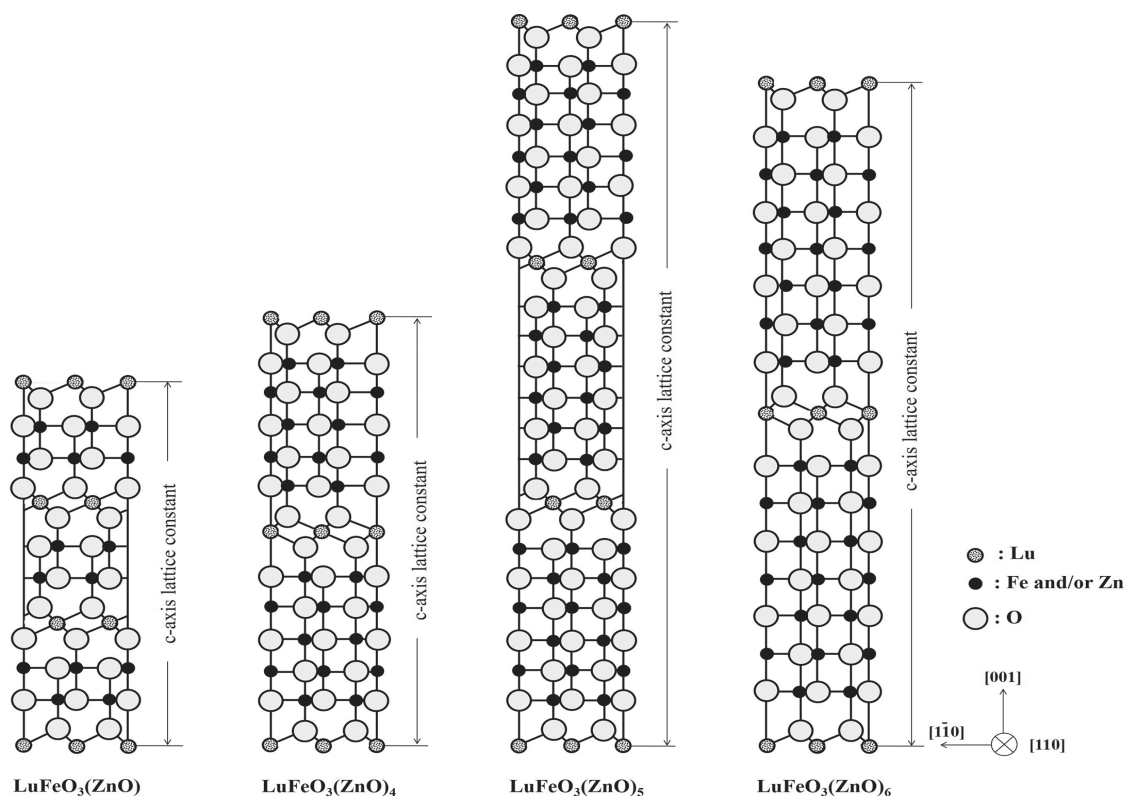 c-axis lattice constant
c-axis lattice constant
c-axis lattice constant
c-axis lattice constant
: Lu
: Fe and/or Zn
: O
[001]
[11̄0]
[110]
LuFeO₃(ZnO)
LuFeO₃(ZnO)₄
LuFeO₃(ZnO)₅
LuFeO₃(ZnO)₆